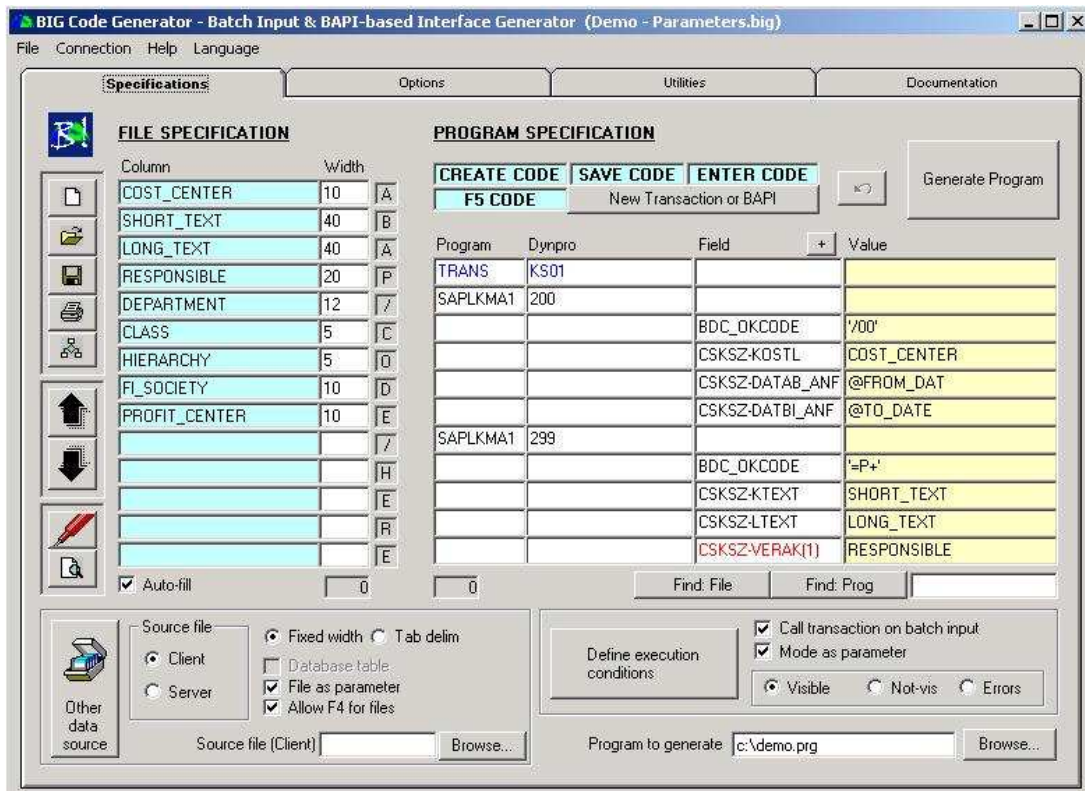 BIG Code Generator - Batch Input & BAPI-based Interface Generator (Demo - Parameters.big)
File Connection Help Language
Specifications Options Utilities Documentation
B!
FILE SPECIFICATION
Column Width
COST_CENTER 10 A
SHORT_TEXT 40 B
LONG_TEXT 40 A
RESPONSIBLE 20 P
DEPARTMENT 12 /
CLASS 5 C
HIERARCHY 5 O
FI_SOCIETY 10 D
PROFIT_CENTER 10 E
/
H
E
R
E
Auto-fill 0
PROGRAM SPECIFICATION
CREATE CODE SAVE CODE ENTER CODE
F5 CODE New Transaction or BAPI
Generate Program
Program Dynpro Field + Value
TRANS KS01
SAPLKMA1 200
BDC_OKCODE '/00'
CSKSZ-KOSTL COST_CENTER
CSKSZ-DATAB_ANF @FROM_DAT
CSKSZ-DATBI_ANF @TO_DATE
SAPLKMA1 299
BDC_OKCODE '=P+'
CSKSZ-KTEXT SHORT_TEXT
CSKSZ-LTEXT LONG_TEXT
CSKSZ-VERAK(1) RESPONSIBLE
0 Find: File Find: Prog
Other
data
source
Source file
Client
Server
Fixed width Tab delim
Database table
File as parameter
Allow F4 for files
Source file (Client) Browse...
Define execution
conditions
Call transaction on batch input
Mode as parameter
Visible Not-vis Errors
Program to generate c:\demo.prg Browse...